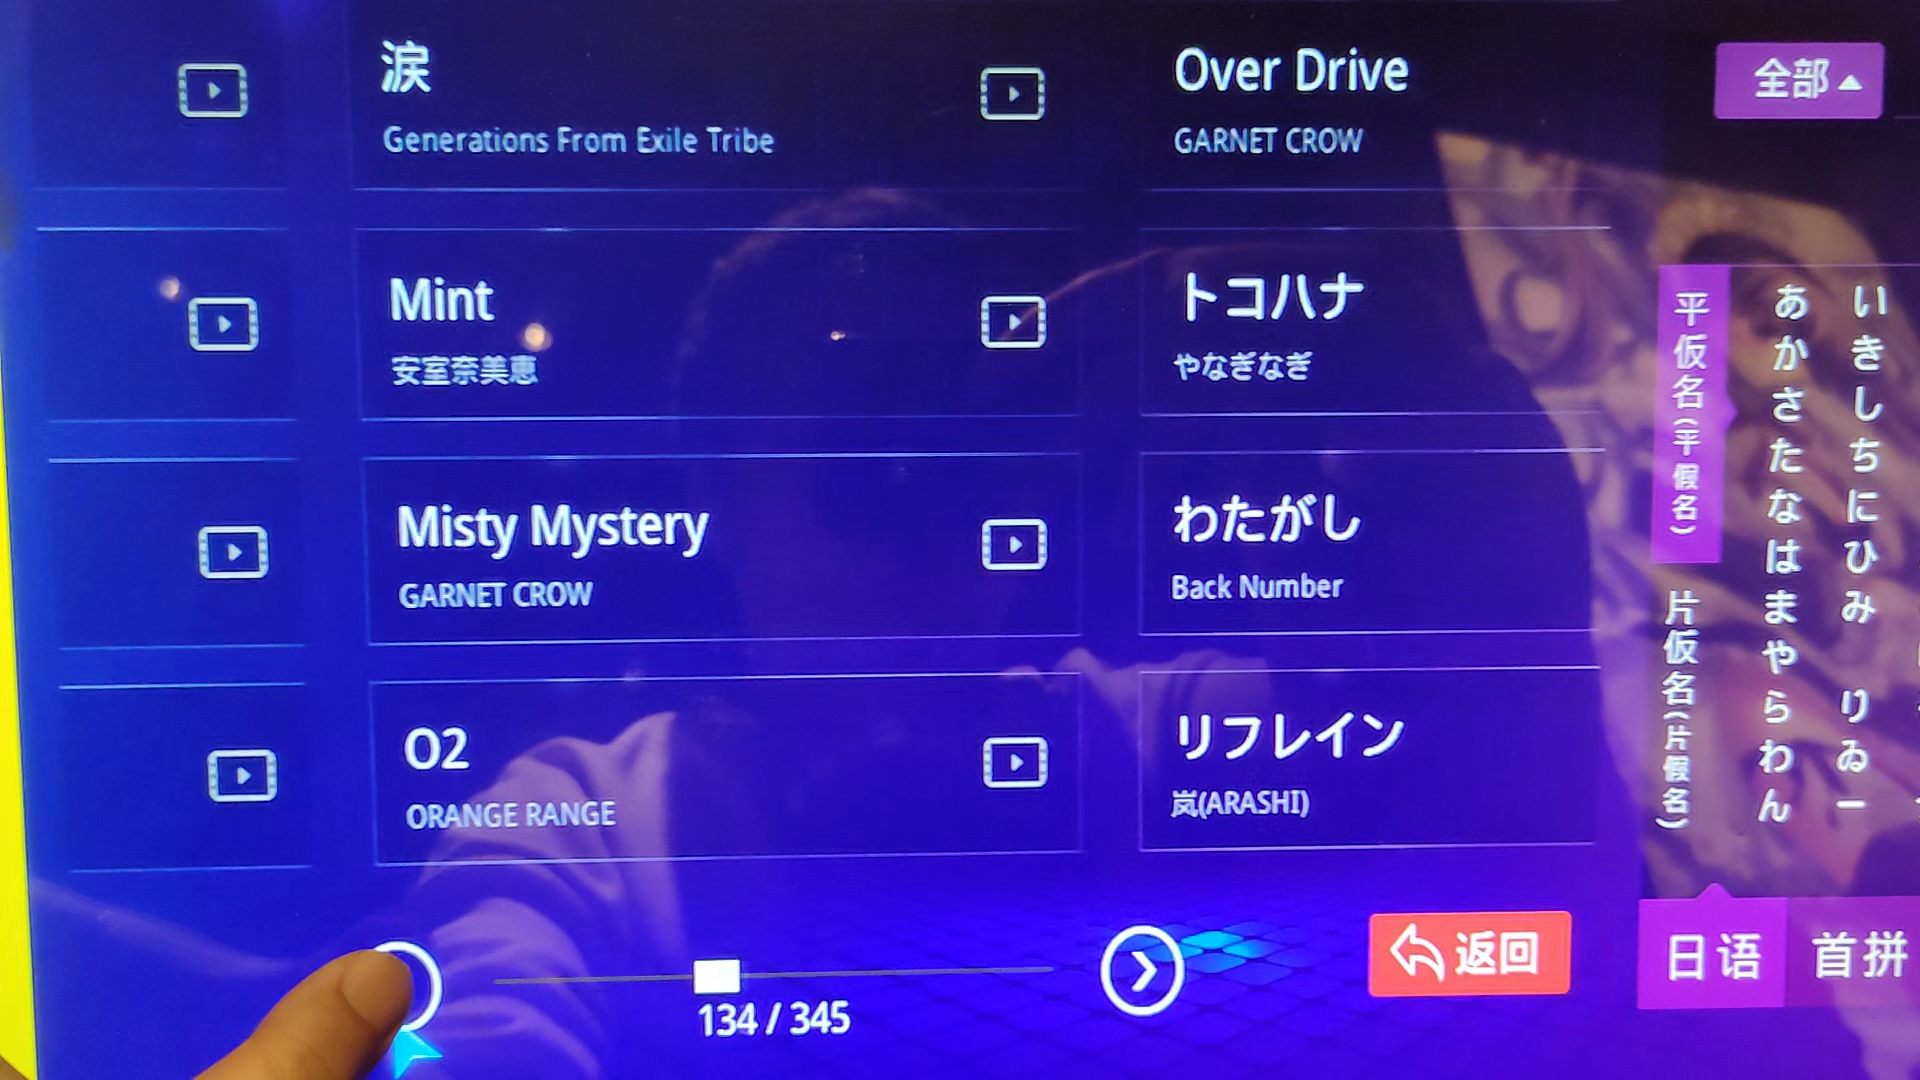 涙
Generations From Exile Tribe
Over Drive
GARNET CROW
Mint
安室奈美恵
トコハナ
やなぎなぎ
Misty Mystery
GARNET CROW
わたがし
Back Number
O2
ORANGE RANGE
リフレイン
嵐(ARASHI)
134 / 345
返回
全部
平仮名(平假名)
片仮名(片假名)
あかさたなはまやらわん
いきしちにひみ りゐー
日语
首拼